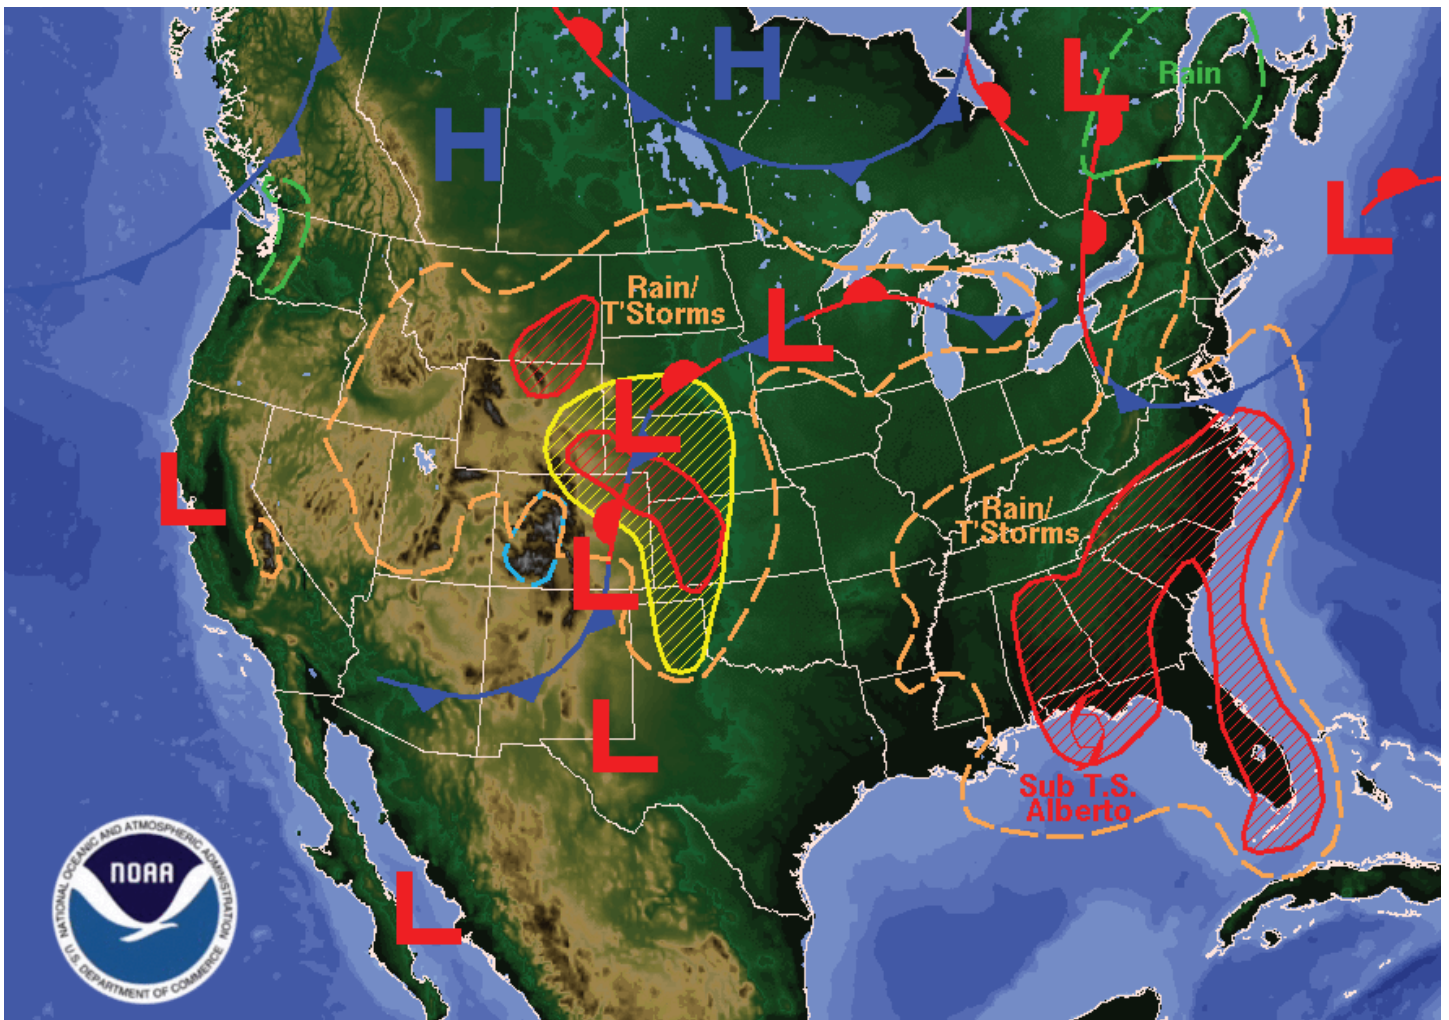 H
H
L
Rain
L
Rain/
T'Storms
L
L
L
Rain/
T'Storms
L
L
Sub T.S.
Alberto
L
NATIONAL OCEANIC AND ATMOSPHERIC ADMINISTRATION
NOAA
U.S. DEPARTMENT OF COMMERCE